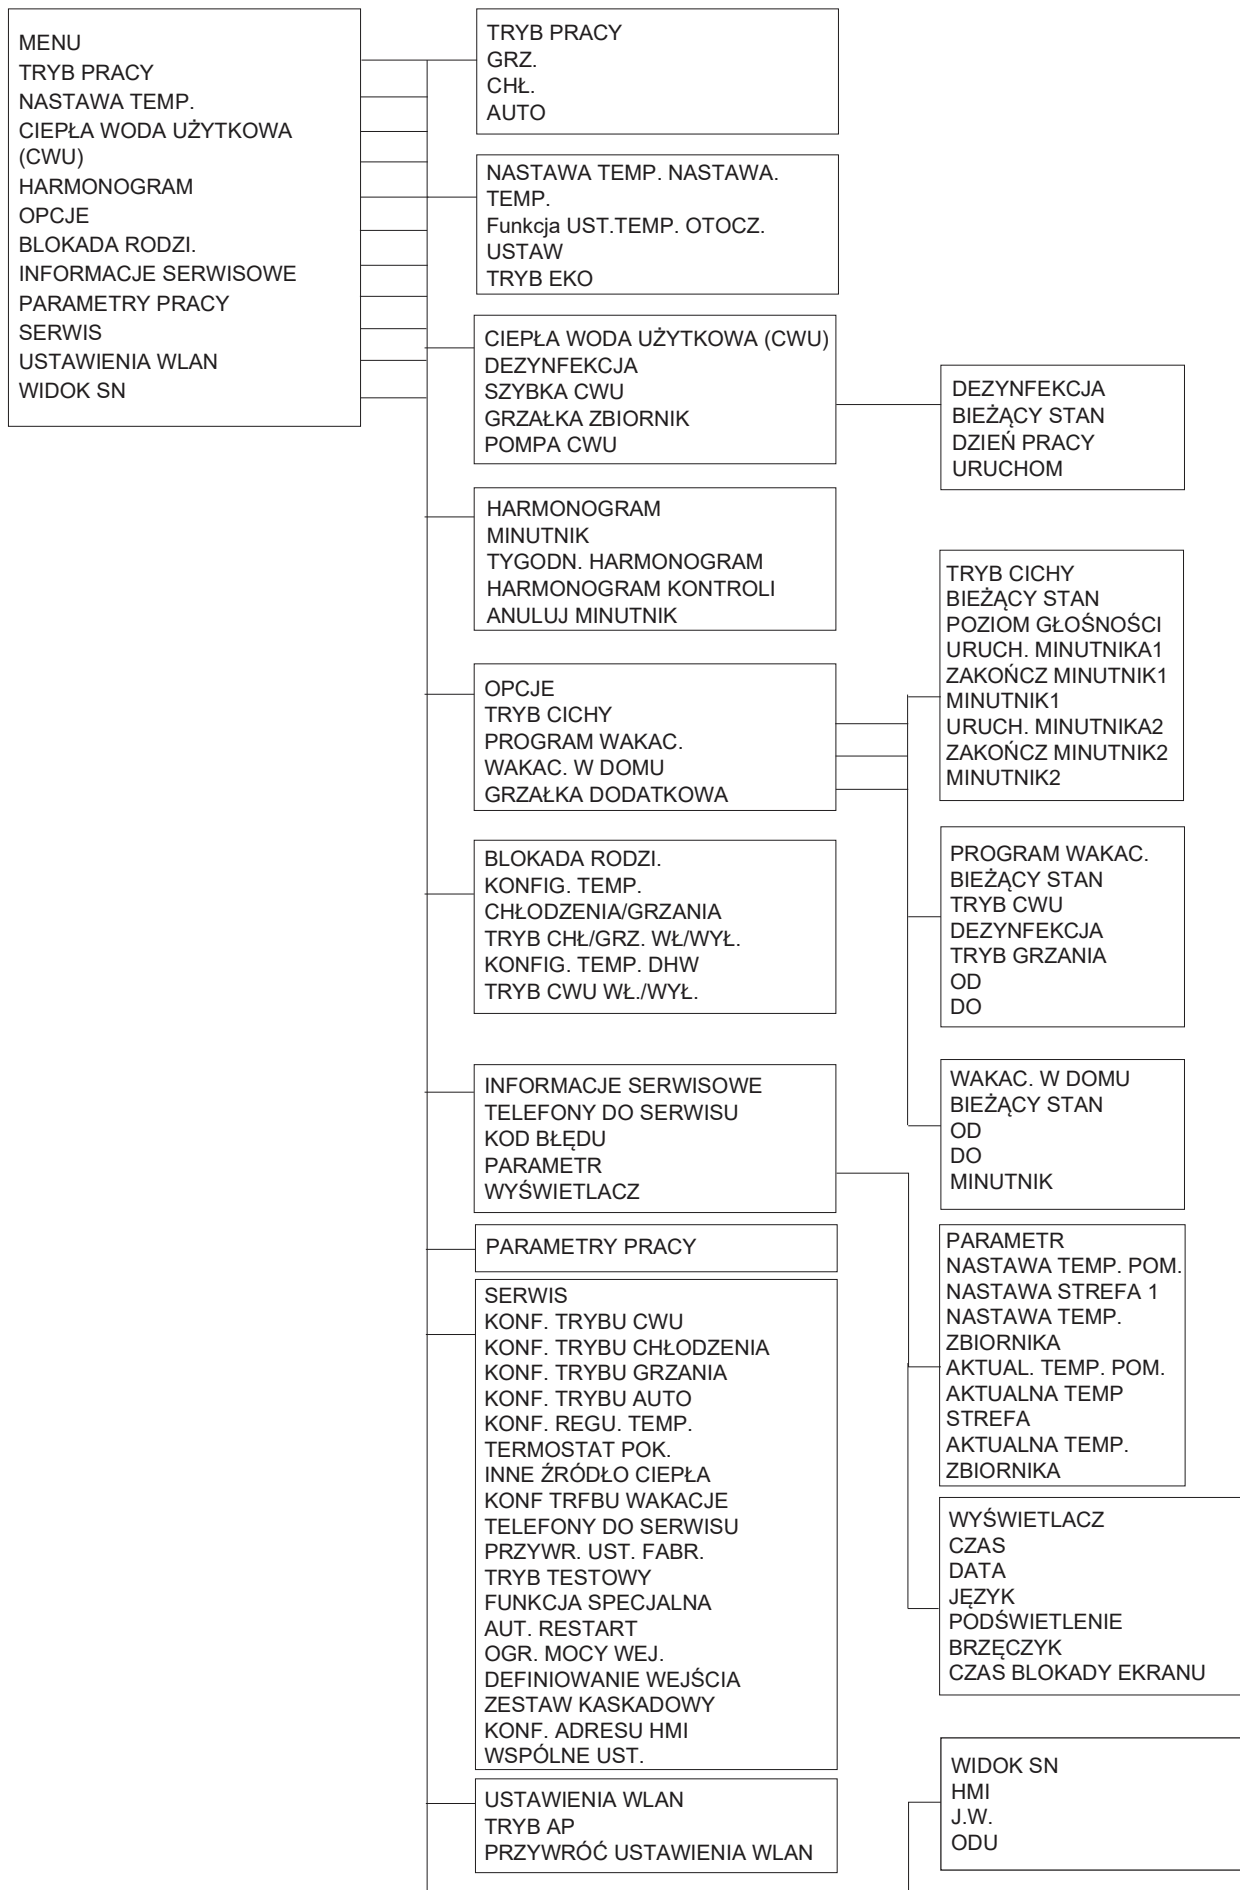 MENU
TRYB PRACY
NASTAWA TEMP.
CIEPŁA WODA UŻYTKOWA
(CWU)
HARMONOGRAM
OPCJE
BLOKADA RODZI.
INFORMACJE SERWISOWE
PARAMETRY PRACY
SERWIS
USTAWIENIA WLAN
WIDOK SN
TRYB PRACY
GRZ.
CHŁ.
AUTO
NASTAWA TEMP. NASTAWA.
TEMP.
Funkcja UST.TEMP. OTOCZ.
USTAW
TRYB EKO
CIEPŁA WODA UŻYTKOWA (CWU)
DEZYNFEKCJA
SZYBKA CWU
GRZAŁKA ZBIORNIK
POMPA CWU
DEZYNFEKCJA
BIEŻĄCY STAN
DZIEŃ PRACY
URUCHOM
HARMONOGRAM
MINUTNIK
TYGODN. HARMONOGRAM
HARMONOGRAM KONTROLI
ANULUJ MINUTNIK
OPCJE
TRYB CICHY
PROGRAM WAKAC.
WAKAC. W DOMU
GRZAŁKA DODATKOWA
TRYB CICHY
BIEŻĄCY STAN
POZIOM GŁOŚNOŚCI
URUCH. MINUTNIKA1
ZAKOŃCZ MINUTNIK1
MINUTNIK1
URUCH. MINUTNIKA2
ZAKOŃCZ MINUTNIK2
MINUTNIK2
PROGRAM WAKAC.
BIEŻĄCY STAN
TRYB CWU
DEZYNFEKCJA
TRYB GRZANIA
OD
DO
WAKAC. W DOMU
BIEŻĄCY STAN
OD
DO
MINUTNIK
BLOKADA RODZI.
KONFIG. TEMP.
CHŁODZENIA/GRZANIA
TRYB CHŁ/GRZ. WŁ/WYŁ.
KONFIG. TEMP. DHW
TRYB CWU WŁ./WYŁ.
INFORMACJE SERWISOWE
TELEFONY DO SERWISU
KOD BŁĘDU
PARAMETR
WYŚWIETLACZ
PARAMETR
NASTAWA TEMP. POM.
NASTAWA STREFA 1
NASTAWA TEMP.
ZBIORNIKA
AKTUAL. TEMP. POM.
AKTUALNA TEMP
STREFA
AKTUALNA TEMP.
ZBIORNIKA
WYŚWIETLACZ
CZAS
DATA
JĘZYK
PODŚWIETLENIE
BRZĘCZYK
CZAS BLOKADY EKRANU
PARAMETRY PRACY
SERWIS
KONF. TRYBU CWU
KONF. TRYBU CHŁODZENIA
KONF. TRYBU GRZANIA
KONF. TRYBU AUTO
KONF. REGU. TEMP.
TERMOSTAT POK.
INNE ŹRÓDŁO CIEPŁA
KONF TRFBU WAKACJE
TELEFONY DO SERWISU
PRZYWR. UST. FABR.
TRYB TESTOWY
FUNKCJA SPECJALNA
AUT. RESTART
OGR. MOCY WEJ.
DEFINIOWANIE WEJŚCIA
ZESTAW KASKADOWY
KONF. ADRESU HMI
WSPÓLNE UST.
USTAWIENIA WLAN
TRYB AP
PRZYWRÓĆ USTAWIENIA WLAN
WIDOK SN
HMI
J.W.
ODU